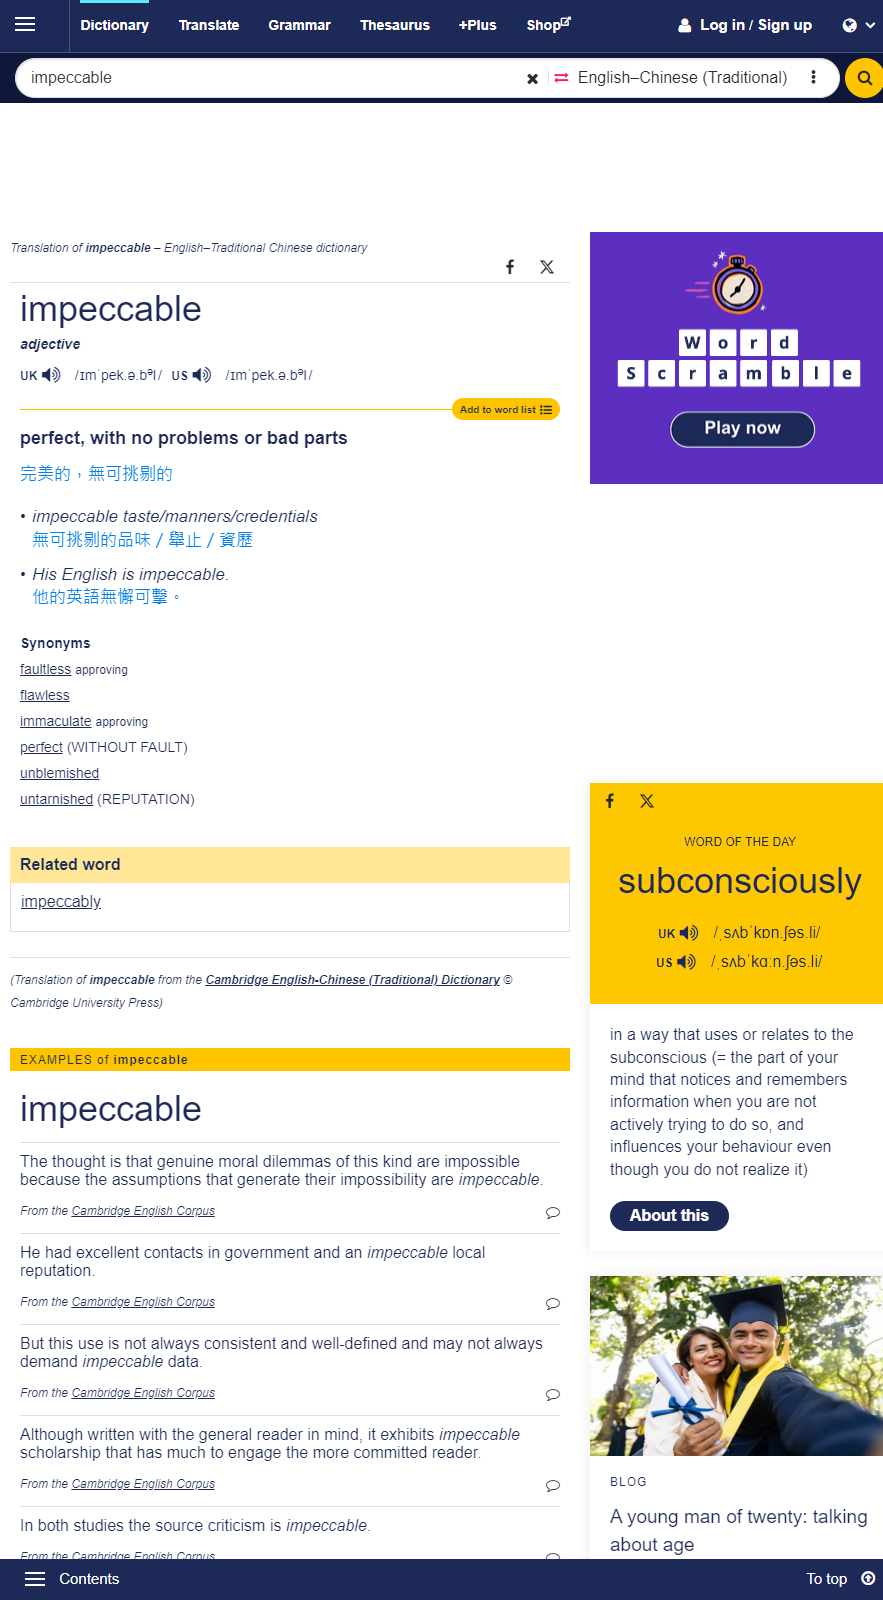 Dictionary Translate Grammar Thesaurus +Plus Shop Log in / Sign up
impeccable English–Chinese (Traditional)
Translation of impeccable – English–Traditional Chinese dictionary
impeccable
adjective
UK /ɪmˈpek.ə.bəl/ US /ɪmˈpek.ə.bəl/
Add to word list
perfect, with no problems or bad parts
完美的，無可挑剔的
• impeccable taste/manners/credentials
無可挑剔的品味／舉止／資歷
• His English is impeccable.
他的英語無懈可擊。
Synonyms
faultless approving
flawless
immaculate approving
perfect (WITHOUT FAULT)
unblemished
untarnished (REPUTATION)
Related word
impeccably
(Translation of impeccable from the Cambridge English-Chinese (Traditional) Dictionary ©
Cambridge University Press)
EXAMPLES of impeccable
impeccable
The thought is that genuine moral dilemmas of this kind are impossible
because the assumptions that generate their impossibility are impeccable.
From the Cambridge English Corpus
He had excellent contacts in government and an impeccable local
reputation.
From the Cambridge English Corpus
But this use is not always consistent and well-defined and may not always
demand impeccable data.
From the Cambridge English Corpus
Although written with the general reader in mind, it exhibits impeccable
scholarship that has much to engage the more committed reader.
From the Cambridge English Corpus
In both studies the source criticism is impeccable.
From the Cambridge English Corpus
Word
Scramble
Play now
WORD OF THE DAY
subconsciously
UK /ˌsʌbˈkɒn.ʃəs.li/
US /ˌsʌbˈkɑːn.ʃəs.li/
in a way that uses or relates to the
subconscious (= the part of your
mind that notices and remembers
information when you are not
actively trying to do so, and
influences your behaviour even
though you do not realize it)
About this
BLOG
A young man of twenty: talking
about age
Contents To top